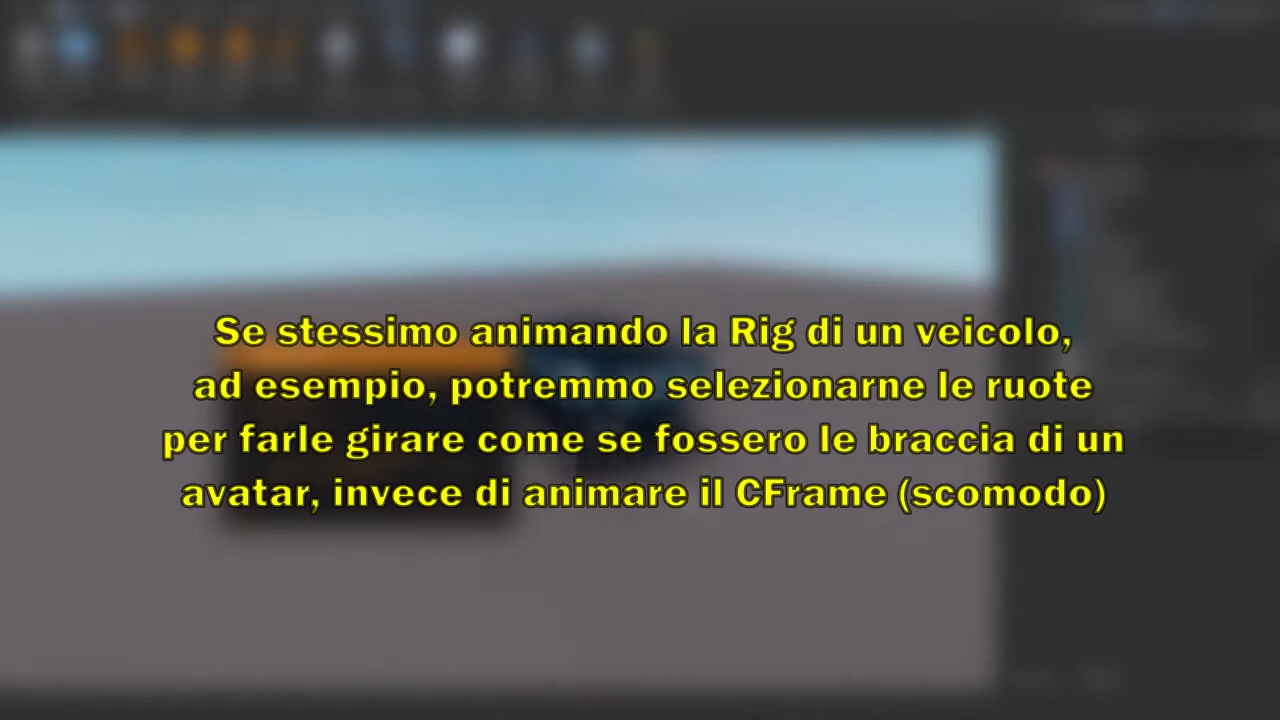 Se stessimo animando la Rig di un veicolo,
ad esempio, potremmo selezionarne le ruote
per farle girare come se fossero le braccia di un
avatar, invece di animare il CFrame (scomodo)